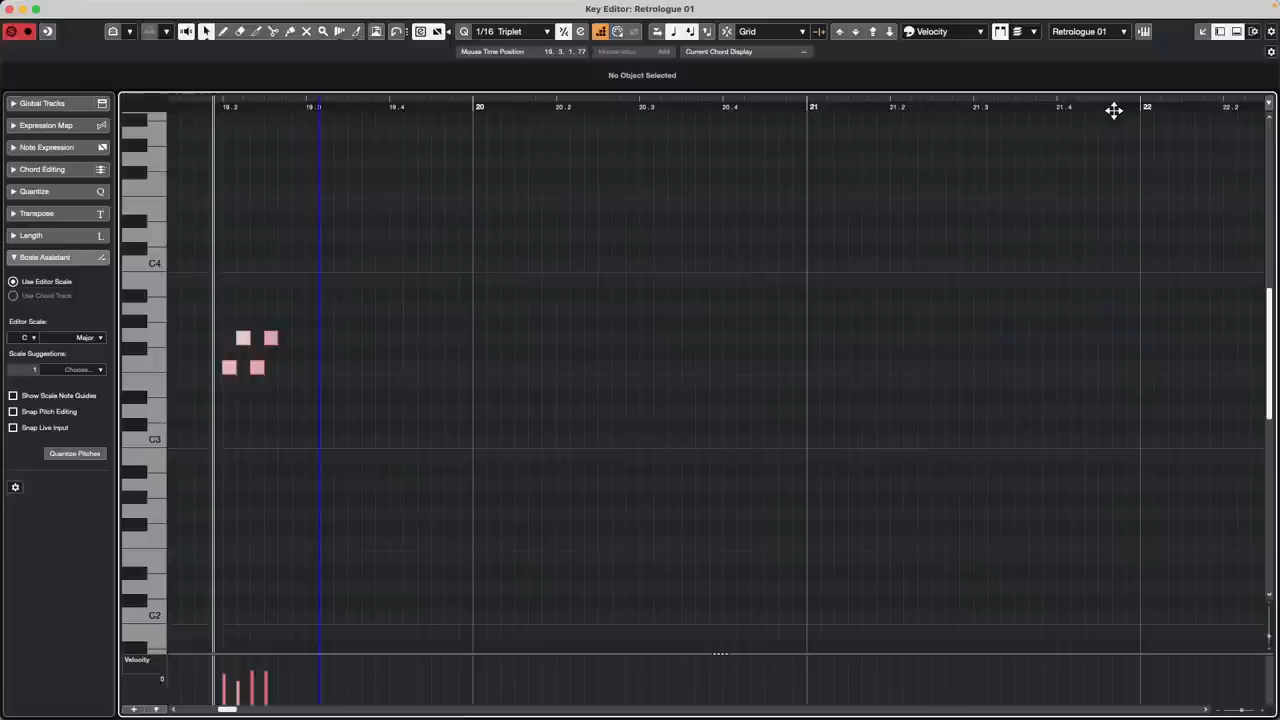 Key Editor: Retrologue 01
S
1/16 Triplet
Grid
Velocity
Retrologue 01
Mouse Time Position 19. 3. 1. 77
Add
Current Chord Display --
No Object Selected
Global Tracks
Expression Map
Note Expression
Chord Editing
Quantize Q
Transpose T
Length L
Scale Assistant
Use Editor Scale
Use Chord Track
Editor Scale:
C Major
Scale Suggestions:
1 Choose...
Show Scale Note Guides
Snap Pitch Editing
Snap Live Input
Quantize Pitches
19.2 19.3 19.4 20 20.2 20.3 20.4 21 21.2 21.3 21.4 22 22.2
C4
C3
C2
Velocity
0